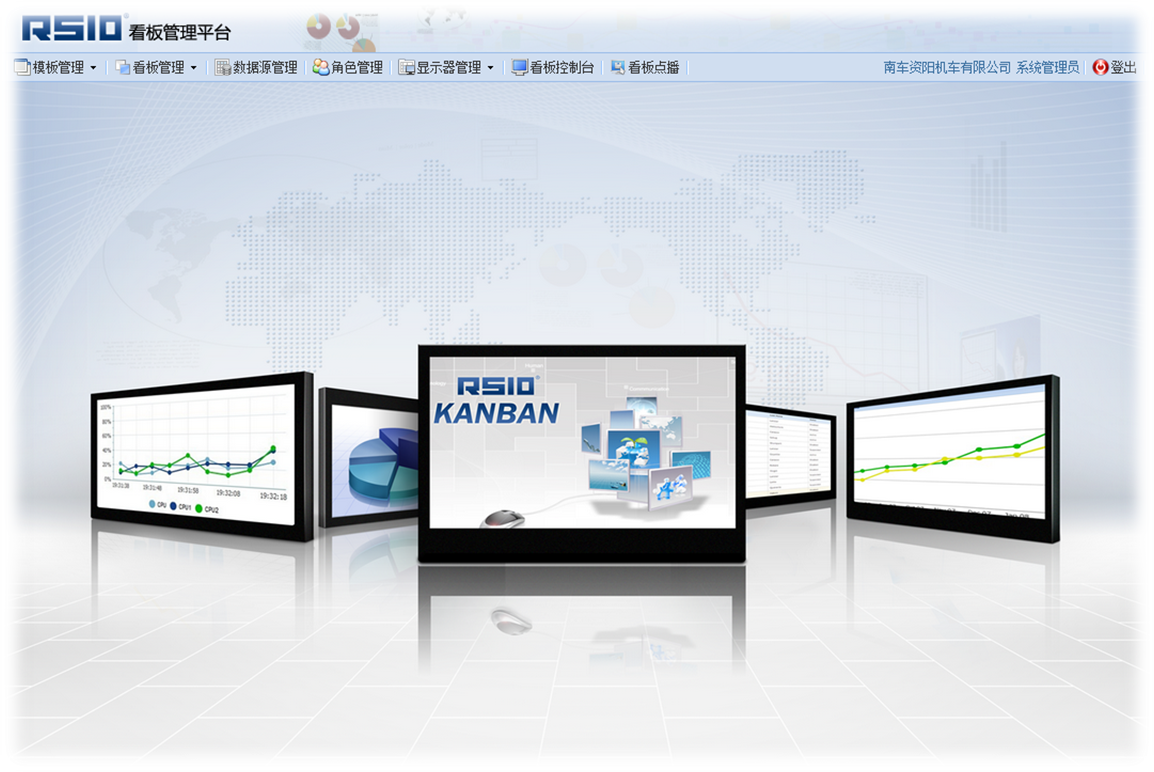 RSIO 看板管理平台
模板管理 看板管理 数据源管理 角色管理 显示器管理 看板控制台 看板点播 南车资阳机车有限公司 系统管理员 登出
RSIO
KANBAN
100%
80%
60%
40%
20%
0%
19:31:38 19:31:48 19:31:58 19:32:08 19:32:18
CPU CPU1 CPU2